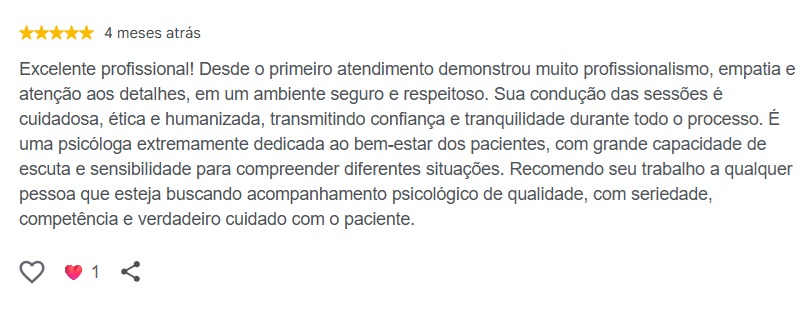 4 meses atrás
Excelente profissional! Desde o primeiro atendimento demonstrou muito profissionalismo, empatia e
atenção aos detalhes, em um ambiente seguro e respeitoso. Sua condução das sessões é
cuidadosa, ética e humanizada, transmitindo confiança e tranquilidade durante todo o processo. É
uma psicóloga extremamente dedicada ao bem-estar dos pacientes, com grande capacidade de
escuta e sensibilidade para compreender diferentes situações. Recomendo seu trabalho a qualquer
pessoa que esteja buscando acompanhamento psicológico de qualidade, com seriedade,
competência e verdadeiro cuidado com o paciente.
1